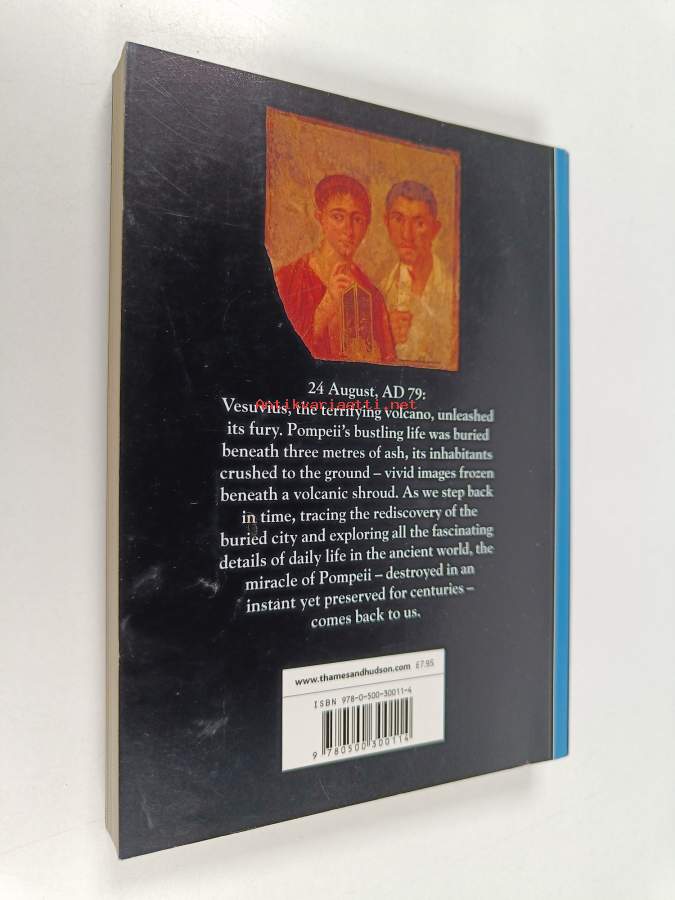 24 August, AD 79:
Antikvariaatti.net
Vesuvius, the terrifying volcano, unleashed
its fury. Pompeii's bustling life was buried
beneath three metres of ash, its inhabitants
crushed to the ground – vivid images frozen
beneath a volcanic shroud. As we step back
in time, tracing the rediscovery of the
buried city and exploring all the fascinating
details of daily life in the ancient world, the
miracle of Pompeii – destroyed in an
instant yet preserved for centuries –
comes back to us.
www.thamesandhudson.com £7.95
ISBN 978-0-500-30011-4
9 780500 300114